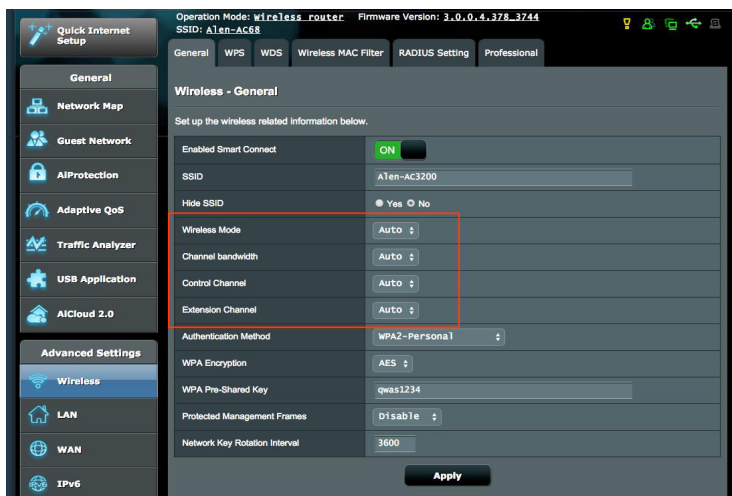 Quick Internet
Setup
General
Network Map
Guest Network
AiProtection
Adaptive QoS
Traffic Analyzer
USB Application
AiCloud 2.0
Advanced Settings
Wireless
LAN
WAN
IPv6
Operation Mode: Wireless router Firmware Version: 3.0.0.4.378_3744
SSID: Alen-AC68
General WPS WDS Wireless MAC Filter RADIUS Setting Professional
Wireless - General
Set up the wireless related information below.
Enabled Smart Connect ON
SSID Alen-AC3200
Hide SSID Yes No
Wireless Mode Auto
Channel bandwidth Auto
Control Channel Auto
Extension Channel Auto
Authentication Method WPA2-Personal
WPA Encryption AES
WPA Pre-Shared Key qwas1234
Protected Management Frames Disable
Network Key Rotation Interval 3600
Apply